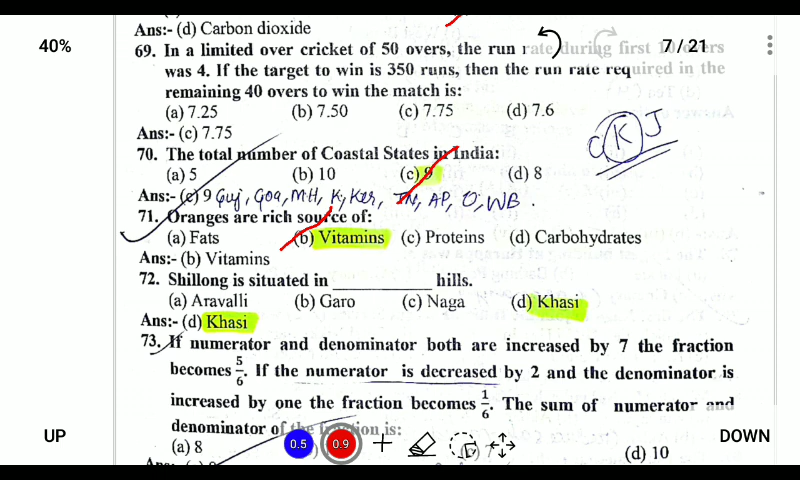 Ans:- (d) Carbon dioxide
40%
7 / 21
69. In a limited over cricket of 50 overs, the run rate during first 10 overs
was 4. If the target to win is 350 runs, then the run rate required in the
remaining 40 overs to win the match is:
(a) 7.25 (b) 7.50 (c) 7.75 (d) 7.6
Ans:- (c) 7.75
C K J
70. The total number of Coastal States in India:
(a) 5 (b) 10 (c) 9 (d) 8
Ans:- (c) 9 Guj, Goa, MH, K, Ker, TN, AP, O, WB.
71. Oranges are rich source of:
(a) Fats (b) Vitamins (c) Proteins (d) Carbohydrates
Ans:- (b) Vitamins
72. Shillong is situated in __________ hills.
(a) Aravalli (b) Garo (c) Naga (d) Khasi
Ans:- (d) Khasi
73. If numerator and denominator both are increased by 7 the fraction
becomes 5/6. If the numerator is decreased by 2 and the denominator is
increased by one the fraction becomes 1/6. The sum of numerator and
denominator of the fraction is:
UP 0.5 0.9 DOWN
(a) 8 (c) 7 (d) 10